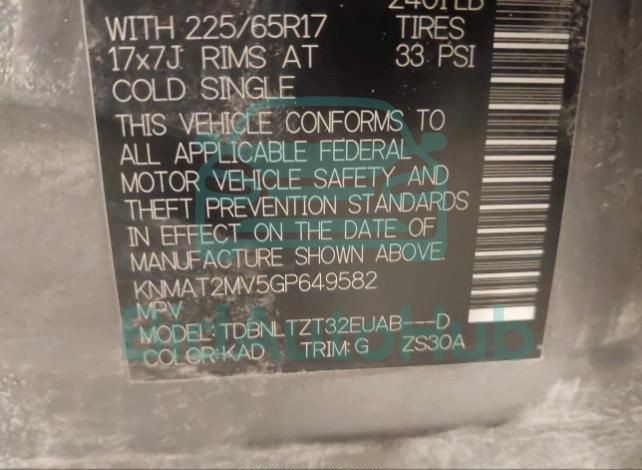 2401LB
WITH 225/65R17 TIRES
17x7J RIMS AT 33 PSI
COLD SINGLE
THIS VEHICLE CONFORMS TO
ALL APPLICABLE FEDERAL
MOTOR VEHICLE SAFETY AND
THEFT PREVENTION STANDARDS
IN EFFECT ON THE DATE OF
MANUFACTURE SHOWN ABOVE.
KNMAT2MV5GP649582
MPV
MODEL: TDBNLTZT32EUAB---D
COLOR:KAD TRIM:G ZS30A